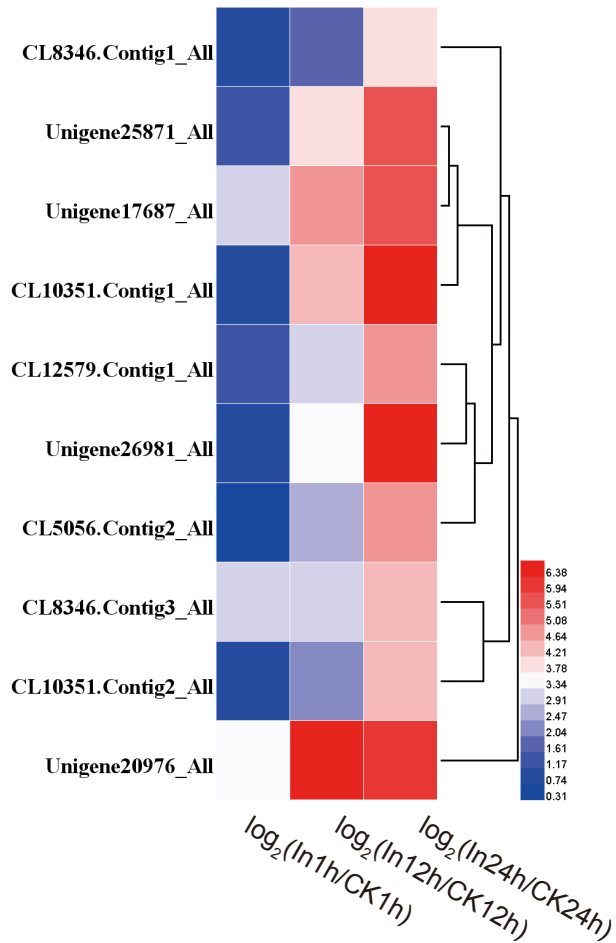 CL8346.Contig1_All
Unigene25871_All
Unigene17687_All
CL10351.Contig1_All
CL12579.Contig1_All
Unigene26981_All
CL5056.Contig2_All
CL8346.Contig3_All
CL10351.Contig2_All
Unigene20976_All
6.38
5.94
5.51
5.08
4.64
4.21
3.78
3.34
2.91
2.47
2.04
1.61
1.17
0.74
0.31
log₂(In1h/CK1h)
log₂(In12h/CK12h)
log₂(In24h/CK24h)